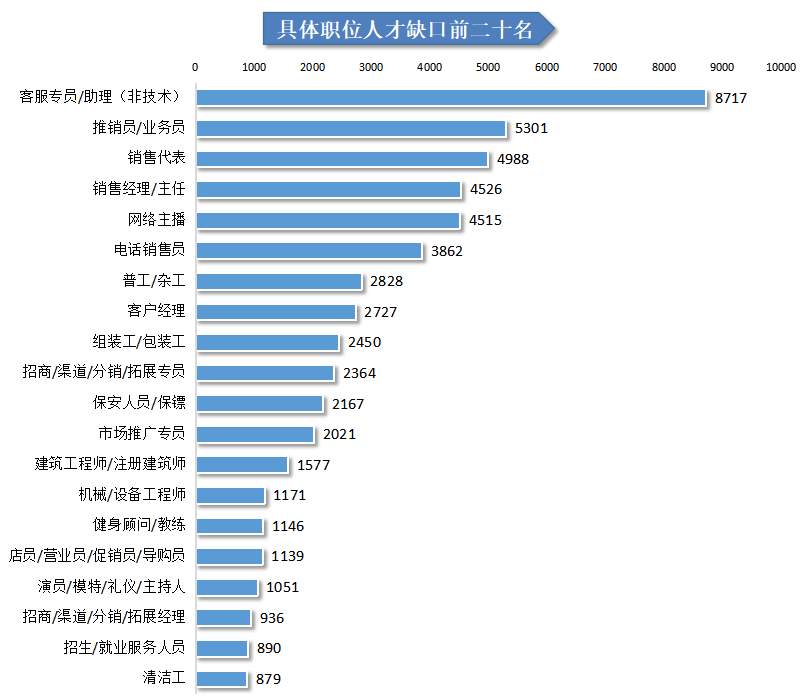 具体职位人才缺口前二十名
0 1000 2000 3000 4000 5000 6000 7000 8000 9000 10000
客服专员/助理（非技术） 8717
推销员/业务员 5301
销售代表 4988
销售经理/主任 4526
网络主播 4515
电话销售员 3862
普工/杂工 2828
客户经理 2727
组装工/包装工 2450
招商/渠道/分销/拓展专员 2364
保安人员/保镖 2167
市场推广专员 2021
建筑工程师/注册建筑师 1577
机械/设备工程师 1171
健身顾问/教练 1146
店员/营业员/促销员/导购员 1139
演员/模特/礼仪/主持人 1051
招商/渠道/分销/拓展经理 936
招生/就业服务人员 890
清洁工 879